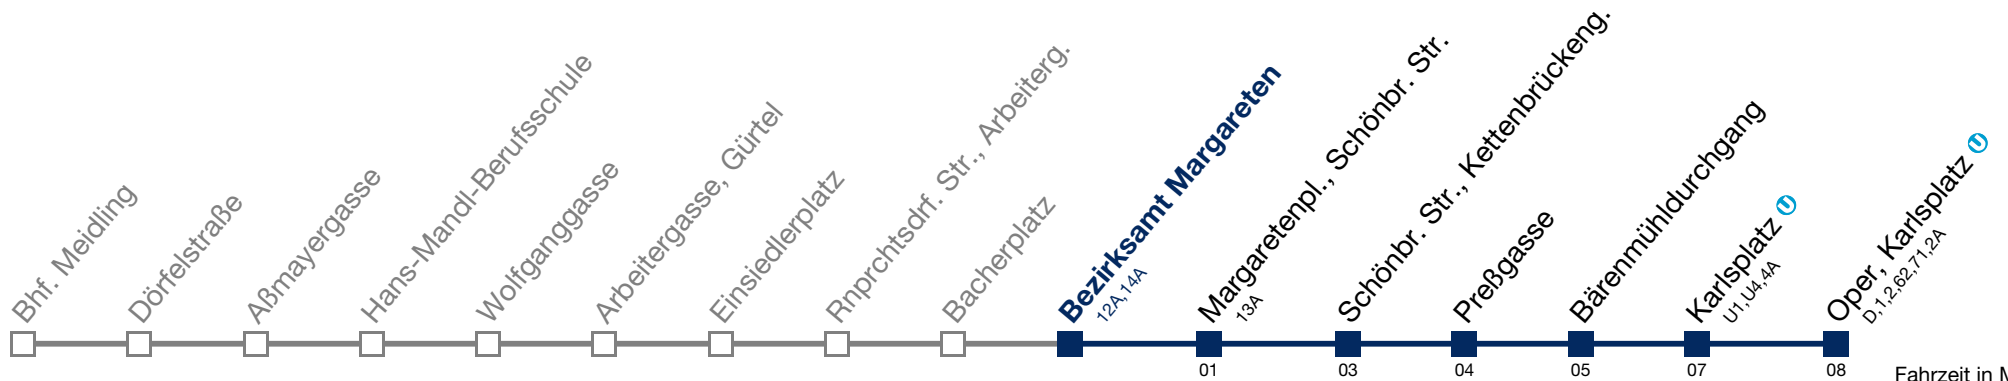 Bhf. Meidling
Dörfelstraße
Aßmayergasse
Hans-Mandl-Berufsschule
Wolfganggasse
Arbeitergasse, Gürtel
Einsiedlerplatz
Rnprchtsdrf. Str., Arbeiterg.
Bacherplatz
Bezirksamt Margareten
12A,14A
Margaretenpl., Schönbr. Str.
13A
Schönbr. Str., Kettenbrückeng.
Preßgasse
Bärenmühldurchgang
Karlsplatz U
U1,U4,4A
Oper, Karlsplatz U
D,1,2,62,71,2A
01 03 04 05 07 08
Fahrzeit in M